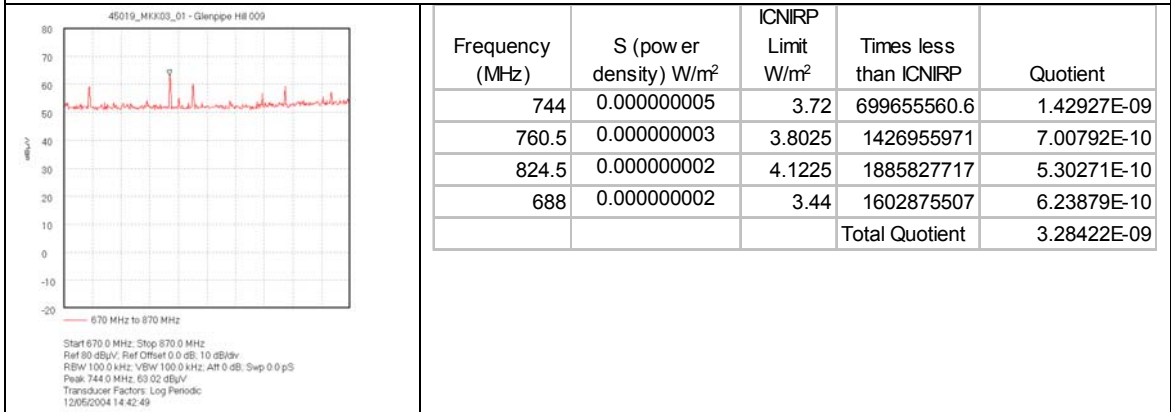 45019_MKK03_01 - Glenpipe Hill 009
80
70
60
50
40
30
20
10
0
-10
-20
dBµV
670 MHz to 870 MHz
Start 670.0 MHz; Stop 870.0 MHz
Ref 80 dBµV; Ref Offset 0.0 dB; 10 dB/div
RBW 100.0 kHz; VBW 100.0 kHz; Att 0 dB; Swp 0.0 pS
Peak 744.0 MHz, 63.02 dBµV
Transducer Factors: Log Periodic
12/05/2004 14:42:49
Frequency (MHz) S (power density) W/m² ICNIRP Limit W/m² Times less than ICNIRP Quotient
744 0.000000005 3.72 699655560.6 1.42927E-09
760.5 0.000000003 3.8025 1426955971 7.00792E-10
824.5 0.000000002 4.1225 1885827717 5.30271E-10
688 0.000000002 3.44 1602875507 6.23879E-10
Total Quotient 3.28422E-09